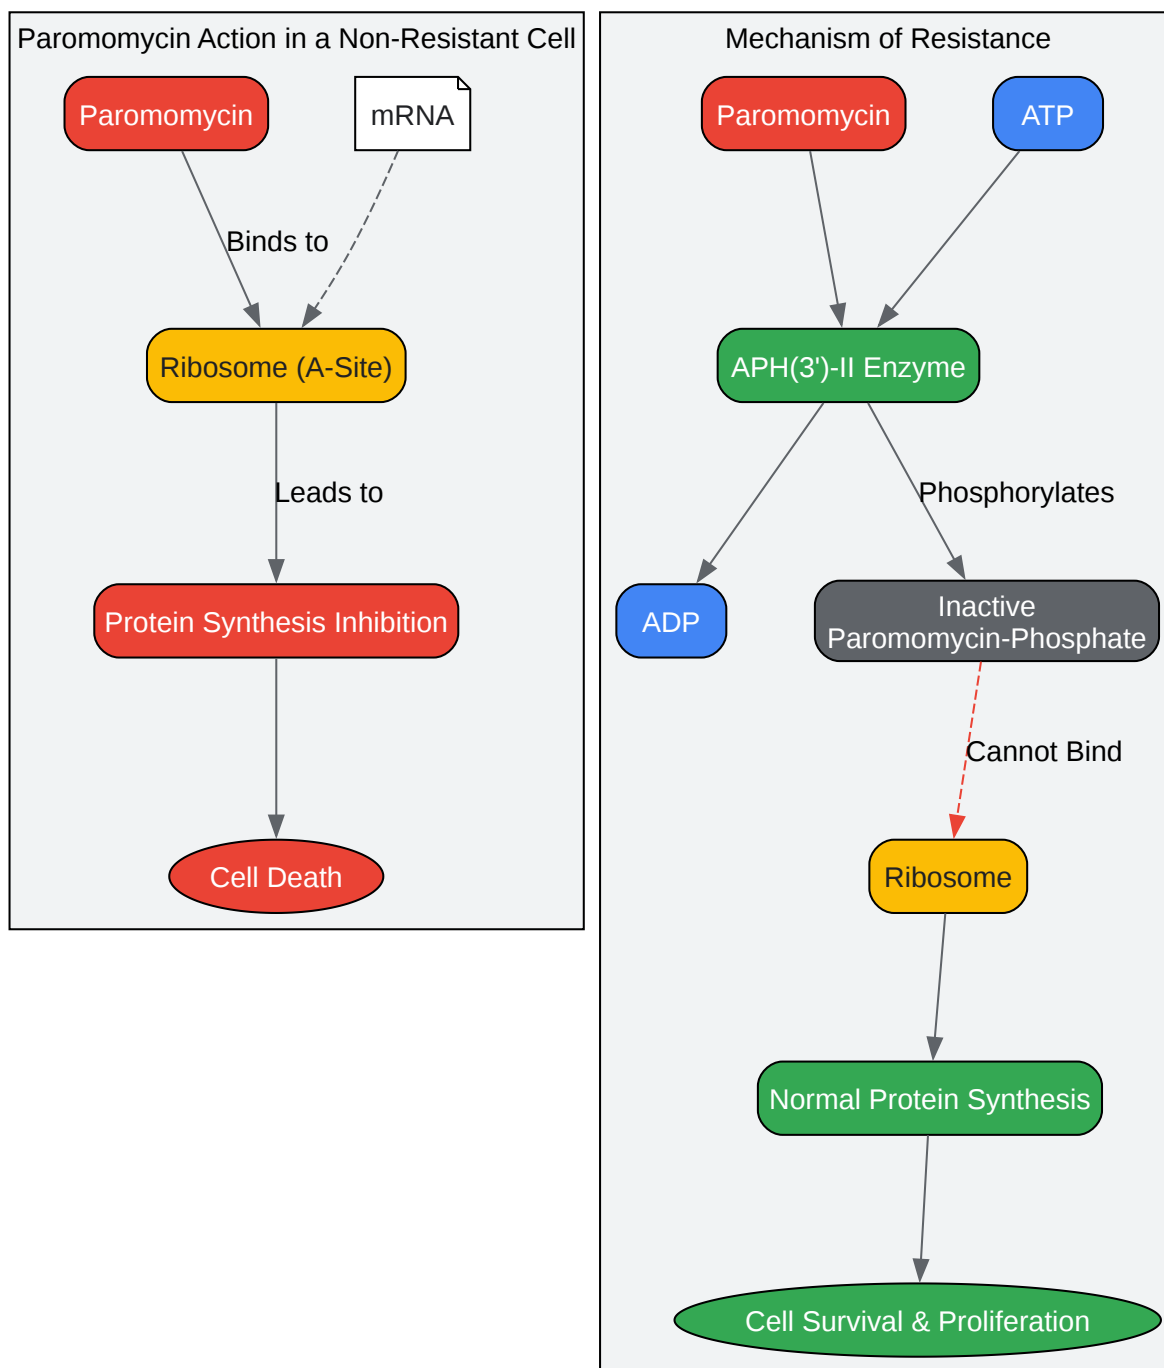 Paromomycin Action in a Non-Resistant Cell
Paromomycin
mRNA
Binds to
Ribosome (A-Site)
Leads to
Protein Synthesis Inhibition
Cell Death
Mechanism of Resistance
Paromomycin
ATP
APH(3')-II Enzyme
Phosphorylates
ADP
Inactive
Paromomycin-Phosphate
Cannot Bind
Ribosome
Normal Protein Synthesis
Cell Survival & Proliferation